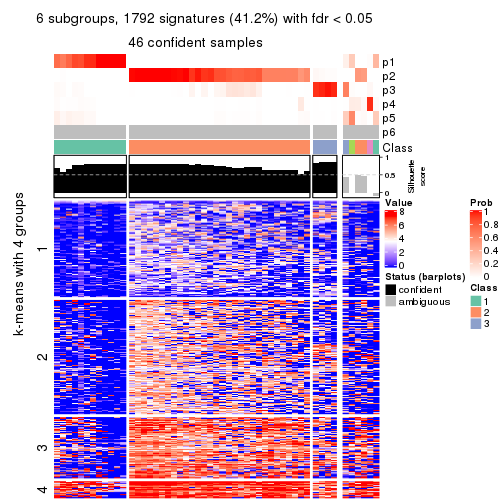 6 subgroups, 1792 signatures (41.2%) with fdr < 0.05
46 confident samples
p1
p2
p3
p4
p5
p6
Class
1
0.5
0
Silhouette
score
k-means with 4 groups
1
2
3
4
Value
8
6
4
2
0
Status (barplots)
confident
ambiguous
Prob
1
0.8
0.6
0.4
0.2
0
Class
1
2
3